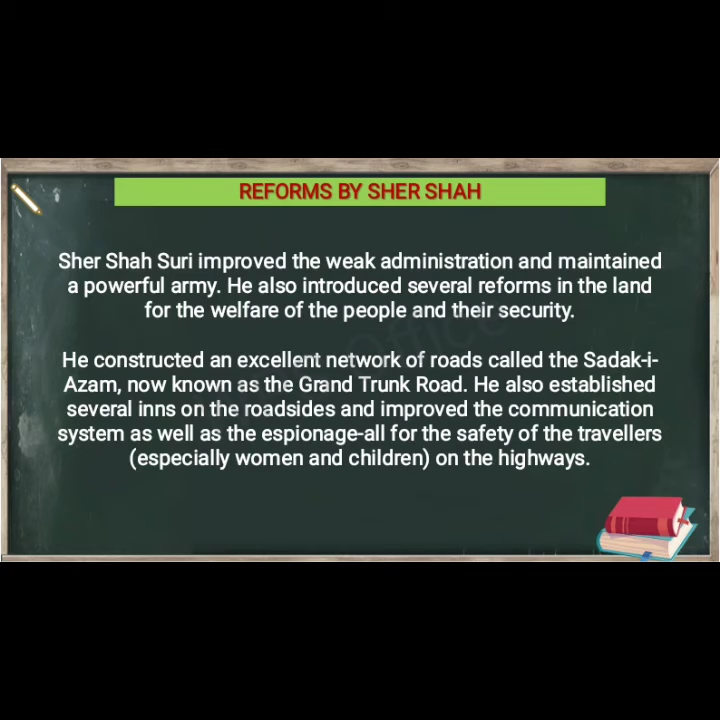 REFORMS BY SHER SHAH
Sher Shah Suri improved the weak administration and maintained
a powerful army. He also introduced several reforms in the land
for the welfare of the people and their security.
He constructed an excellent network of roads called the Sadak-i-
Azam, now known as the Grand Trunk Road. He also established
several inns on the roadsides and improved the communication
system as well as the espionage-all for the safety of the travellers
(especially women and children) on the highways.